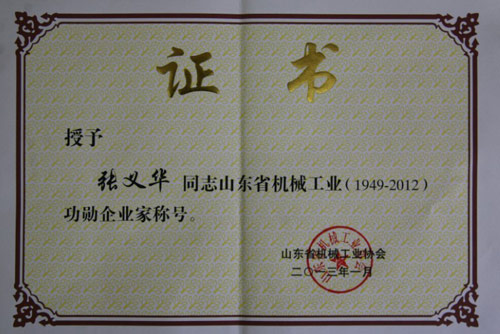 证书
授予
张义华 同志山东省机械工业(1949-2012)
功勋企业家称号。
山东省机械工业协会
二〇一三年一月